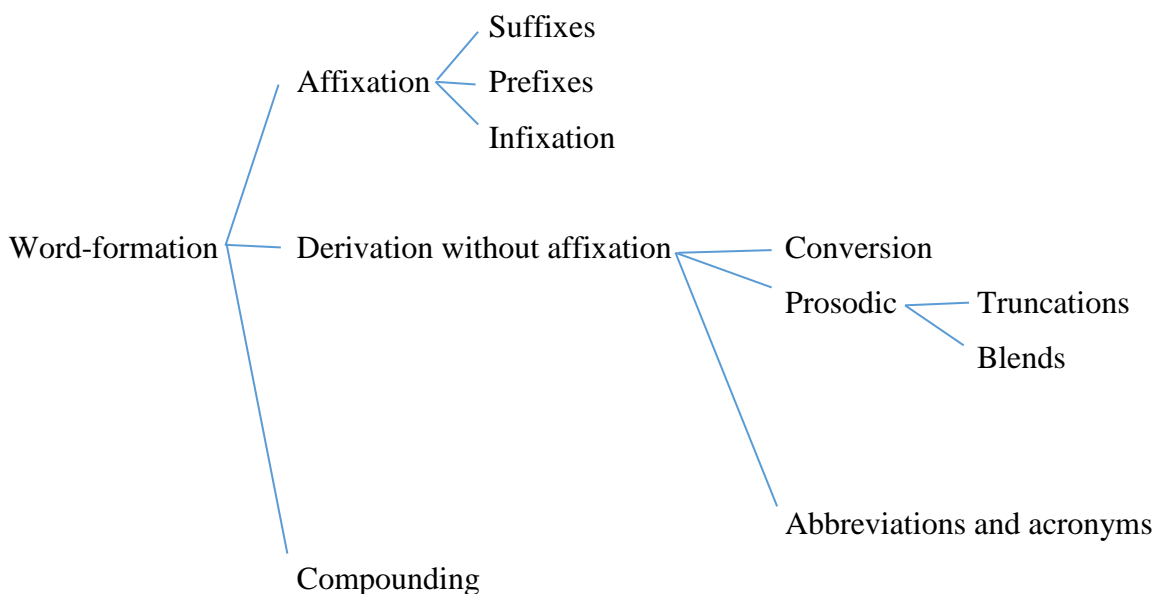 Suffixes
Affixation
Prefixes
Infixation
Word-formation
Derivation without affixation
Conversion
Prosodic
Truncations
Blends
Abbreviations and acronyms
Compounding